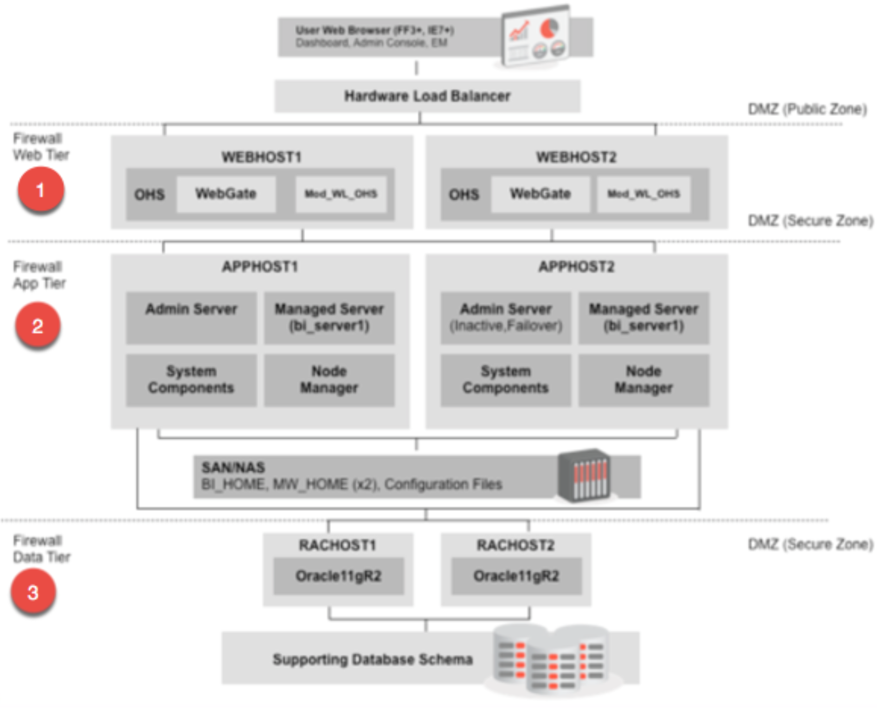 User Web Browser (FF3+, IE7+)
Dashboard, Admin Console, EM
Hardware Load Balancer
DMZ (Public Zone)
Firewall
Web Tier
1
WEBHOST1
OHS
WebGate
Mod_WL_OHS
WEBHOST2
OHS
WebGate
Mod_WL_OHS
DMZ (Secure Zone)
Firewall
App Tier
2
APPHOST1
Admin Server
Managed Server
(bi_server1)
System
Components
Node
Manager
APPHOST2
Admin Server
(Inactive,Failover)
Managed Server
(bi_server1)
System
Components
Node
Manager
SAN/NAS
BI_HOME, MW_HOME (x2), Configuration Files
Firewall
Data Tier
3
DMZ (Secure Zone)
RACHOST1
Oracle11gR2
RACHOST2
Oracle11gR2
Supporting Database Schema